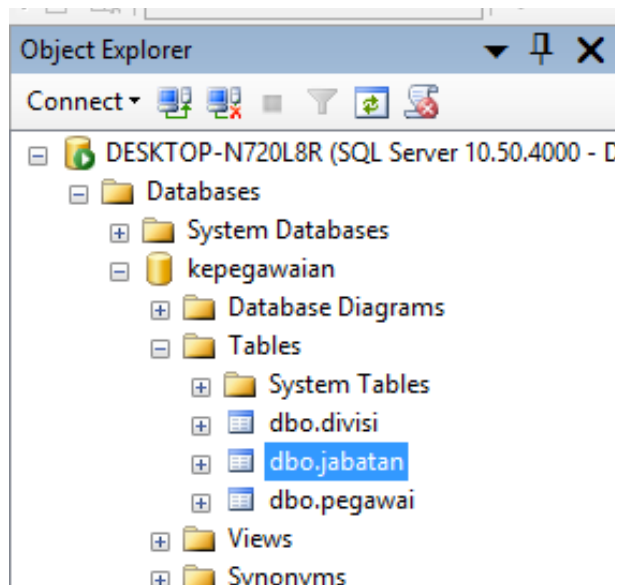 Object Explorer
Connect
DESKTOP-N720L8R (SQL Server 10.50.4000 - D
Databases
System Databases
kepegawaian
Database Diagrams
Tables
System Tables
dbo.divisi
dbo.jabatan
dbo.pegawai
Views
Synonyms